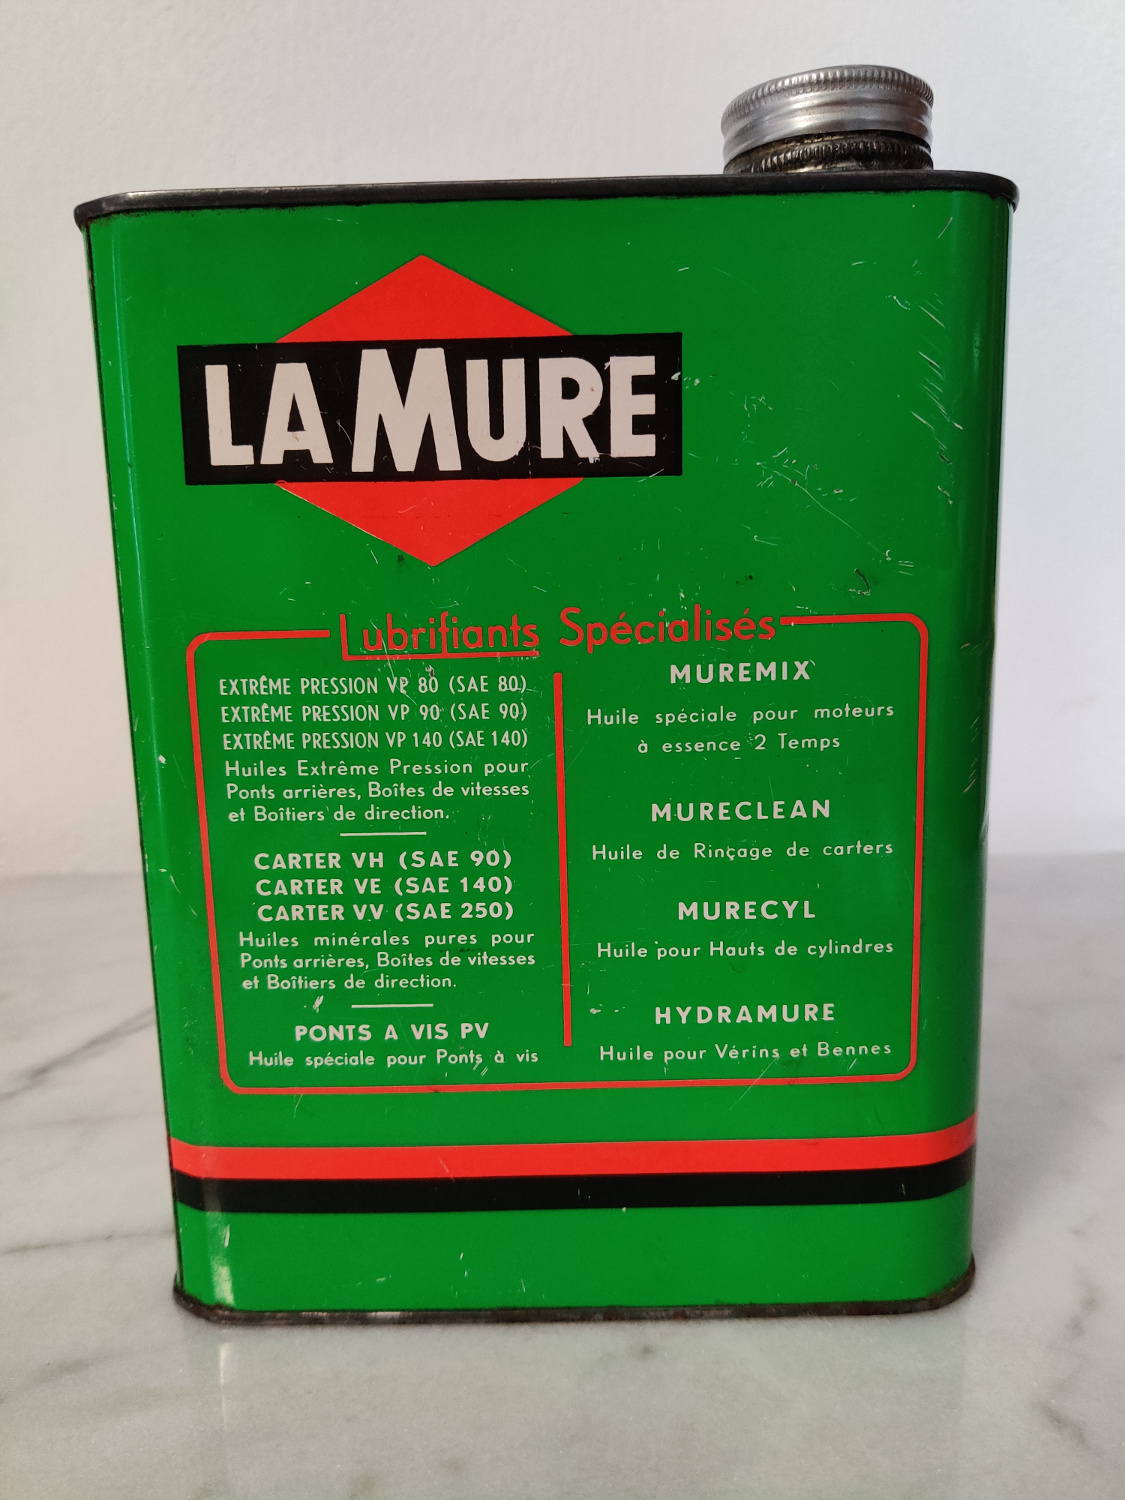 LA MURE
Lubrifiants Spécialisés
EXTRÊME PRESSION VP 80 (SAE 80)
EXTRÊME PRESSION VP 90 (SAE 90)
EXTRÊME PRESSION VP 140 (SAE 140)
Huiles Extrême Pression pour
Ponts arrières, Boîtes de vitesses
et Boîtiers de direction.
CARTER VH (SAE 90)
CARTER VE (SAE 140)
CARTER VV (SAE 250)
Huiles minérales pures pour
Ponts arrières, Boîtes de vitesses
et Boîtiers de direction.
PONTS A VIS PV
Huile spéciale pour Ponts à vis
MUREMIX
Huile spéciale pour moteurs
à essence 2 Temps
MURECLEAN
Huile de Rinçage de carters
MURECYL
Huile pour Hauts de cylindres
HYDRAMURE
Huile pour Vérins et Bennes